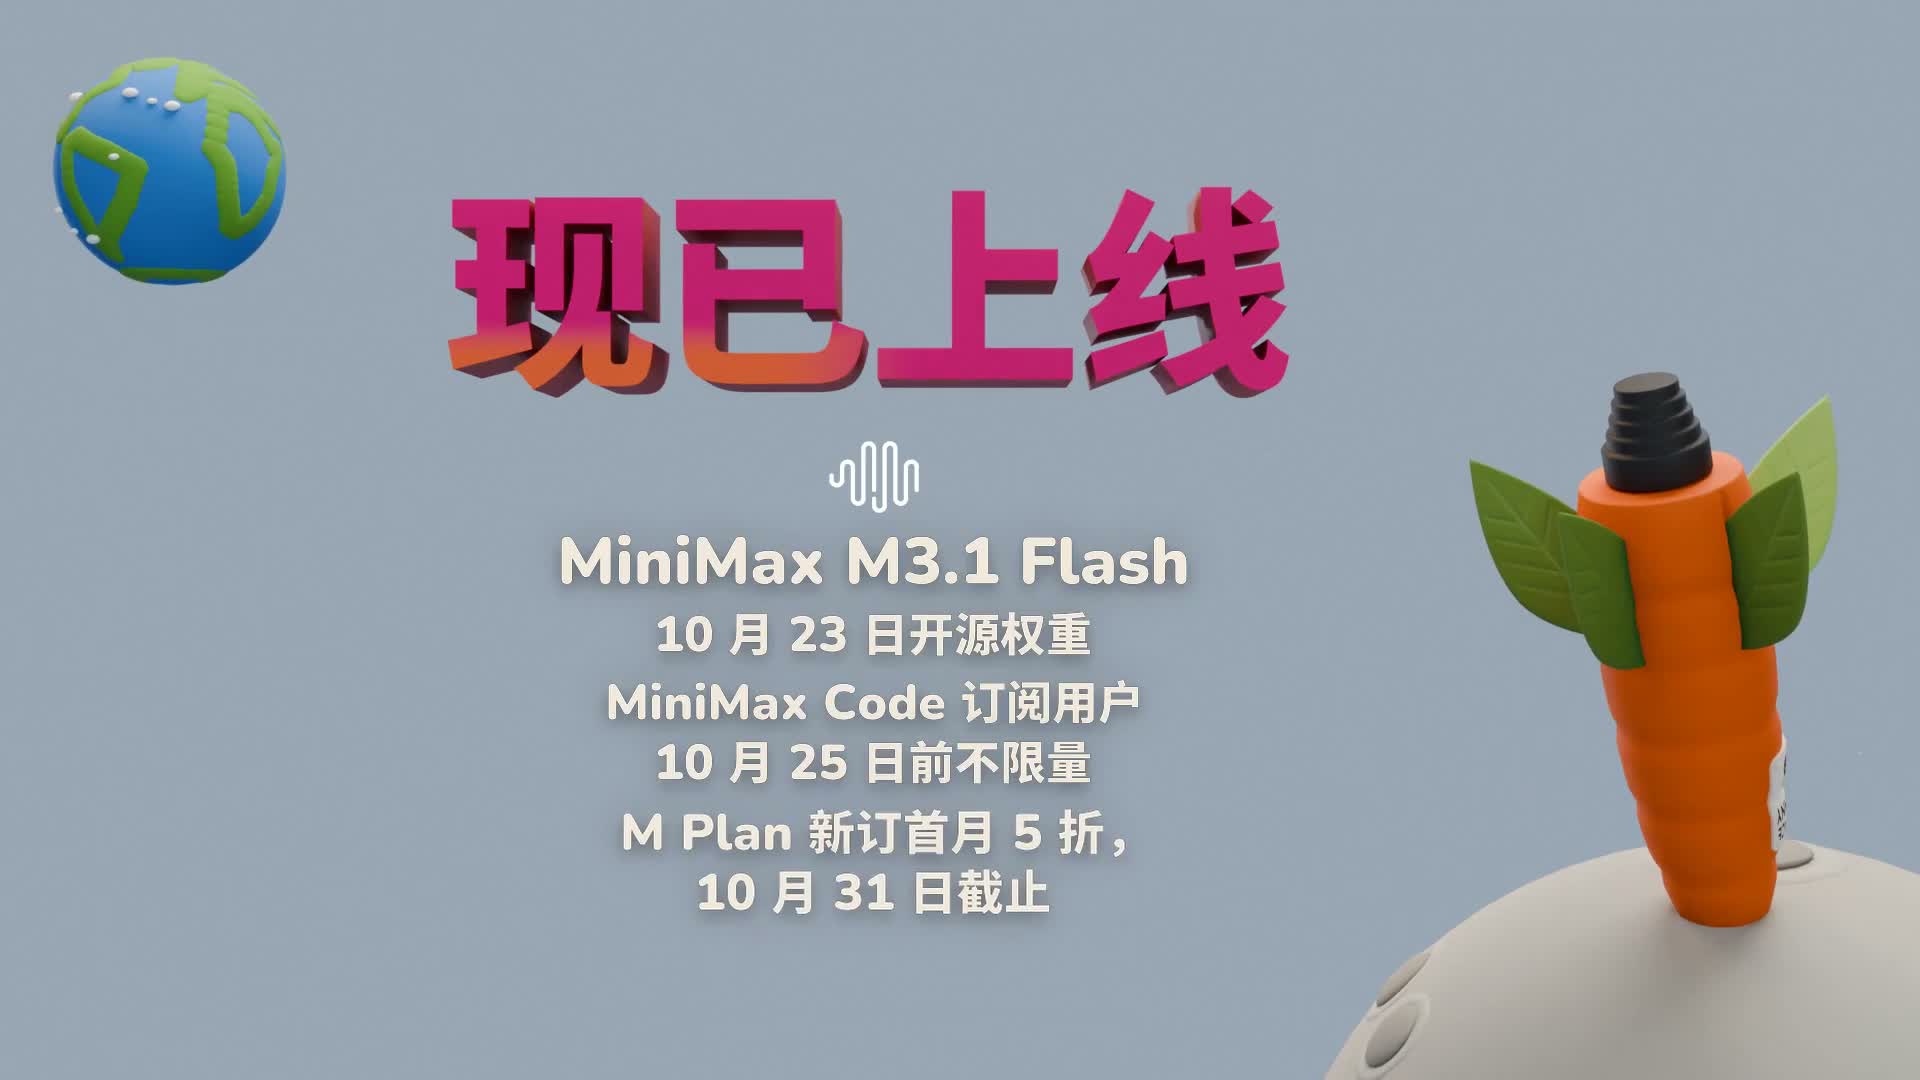 现已上线
MiniMax M3.1 Flash
10 月 23 日开源权重
MiniMax Code 订阅用户
10 月 25 日前不限量
M Plan 新订首月 5 折，
10 月 31 日截止